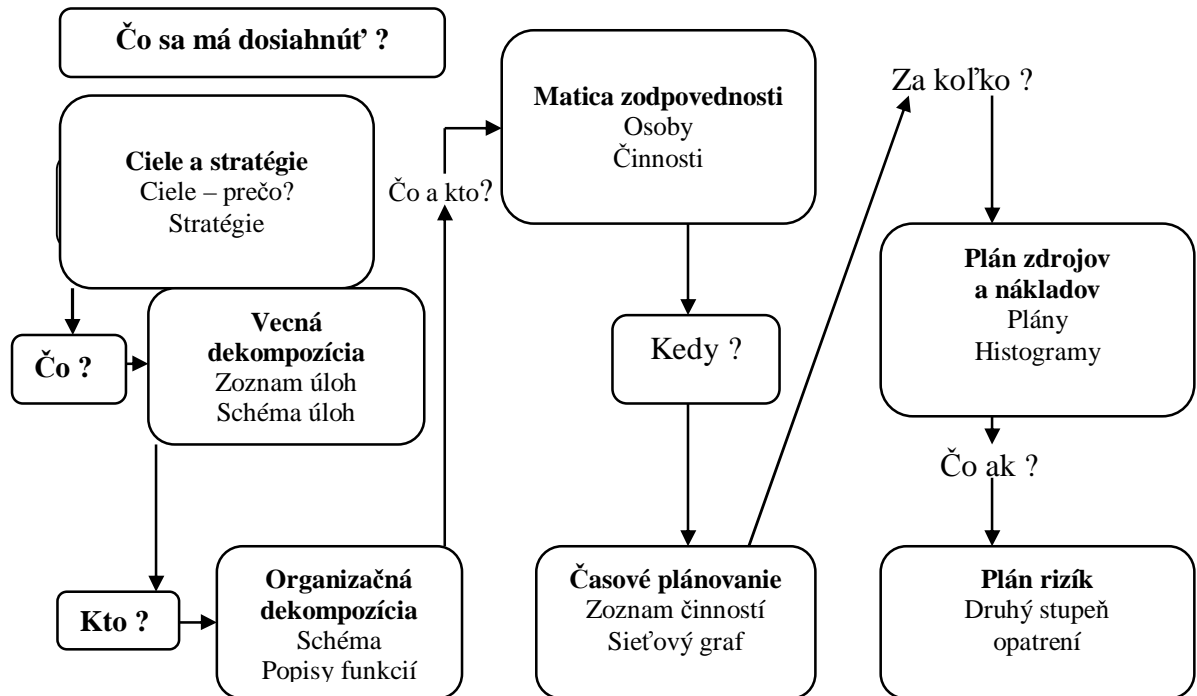 Čo sa má dosiahnúť ?
Ciele a stratégie
Ciele – prečo?
Stratégie
Čo ?
Vecná
dekompozícia
Zoznam úloh
Schéma úloh
Kto ?
Organizačná
dekompozícia
Schéma
Popisy funkcií
Čo a kto?
Matica zodpovednosti
Osoby
Činnosti
Kedy ?
Časové plánovanie
Zoznam činností
Sieťový graf
Za koľko ?
Plán zdrojov
a nákladov
Plány
Histogramy
Čo ak ?
Plán rizík
Druhý stupeň
opatrení